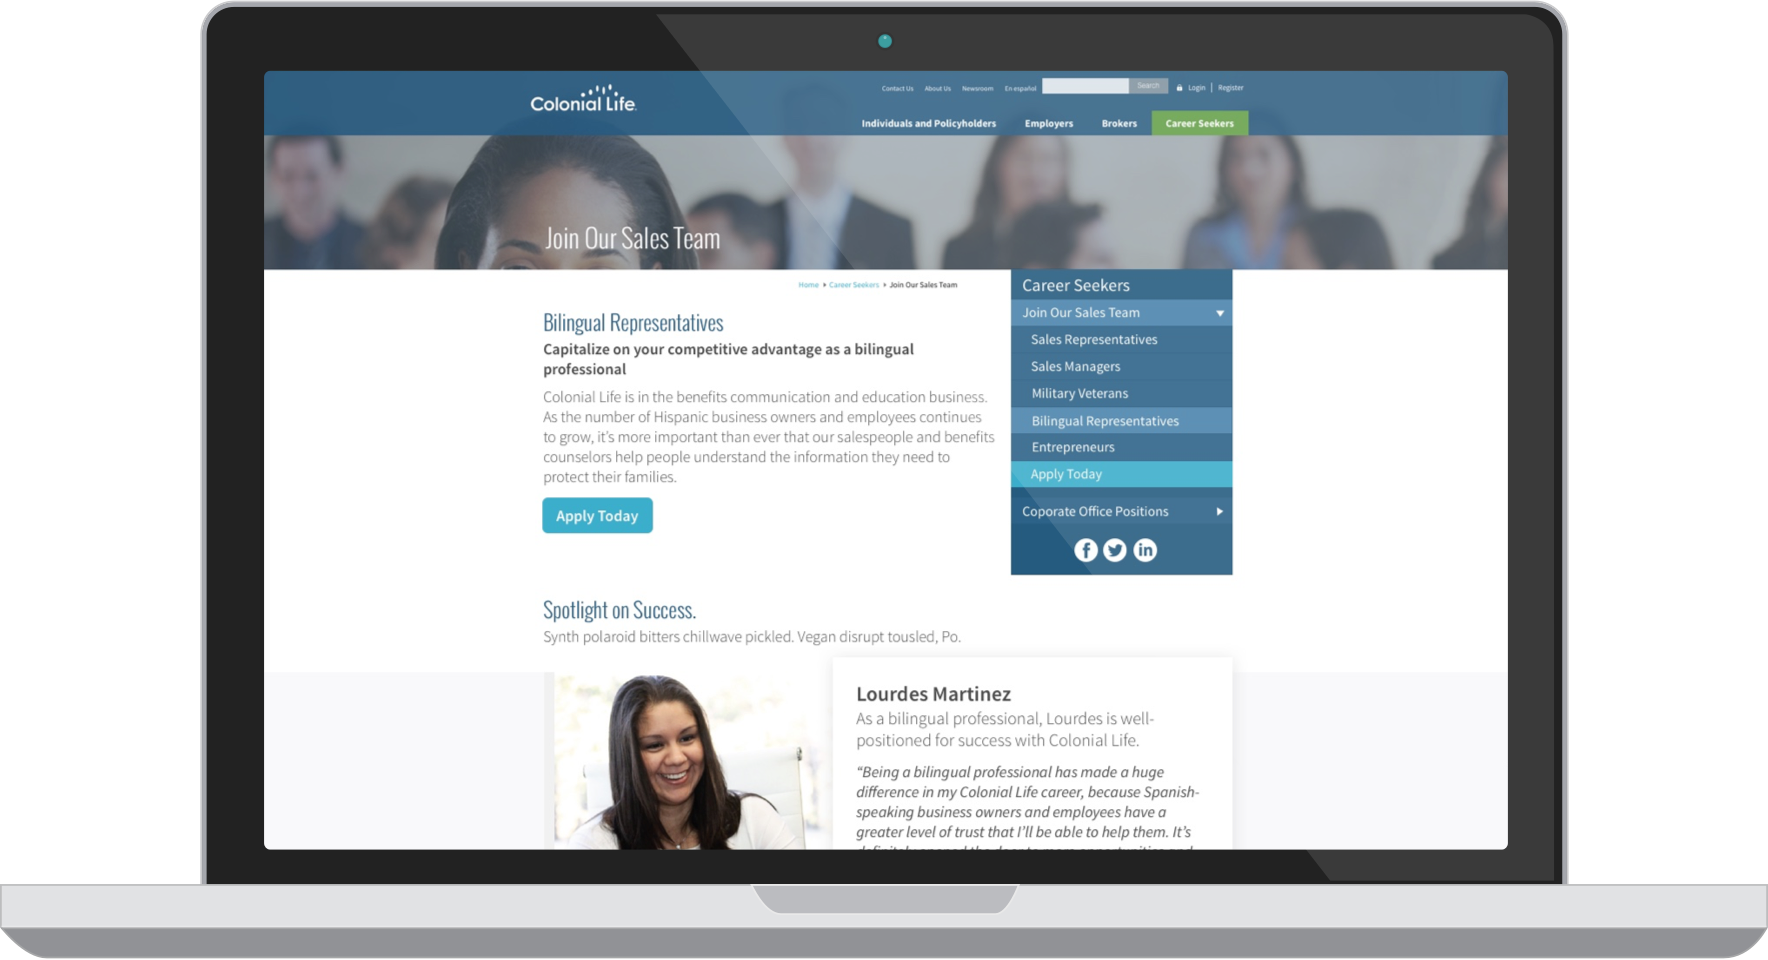 Colonial Life
Contact Us About Us Newsroom En español Search Login | Register
Individuals and Policyholders Employers Brokers Career Seekers
Join Our Sales Team
Home Career Seekers Join Our Sales Team
Bilingual Representatives
Capitalize on your competitive advantage as a bilingual
professional
Colonial Life is in the benefits communication and education business.
As the number of Hispanic business owners and employees continues
to grow, it's more important than ever that our salespeople and benefits
counselors help people understand the information they need to
protect their families.
Apply Today
Career Seekers
Join Our Sales Team
Sales Representatives
Sales Managers
Military Veterans
Bilingual Representatives
Entrepreneurs
Apply Today
Coporate Office Positions
Spotlight on Success.
Synth polaroid bitters chillwave pickled. Vegan disrupt tousled, Po.
Lourdes Martinez
As a bilingual professional, Lourdes is well-
positioned for success with Colonial Life.
“Being a bilingual professional has made a huge
difference in my Colonial Life career, because Spanish-
speaking business owners and employees have a
greater level of trust that I'll be able to help them. It's